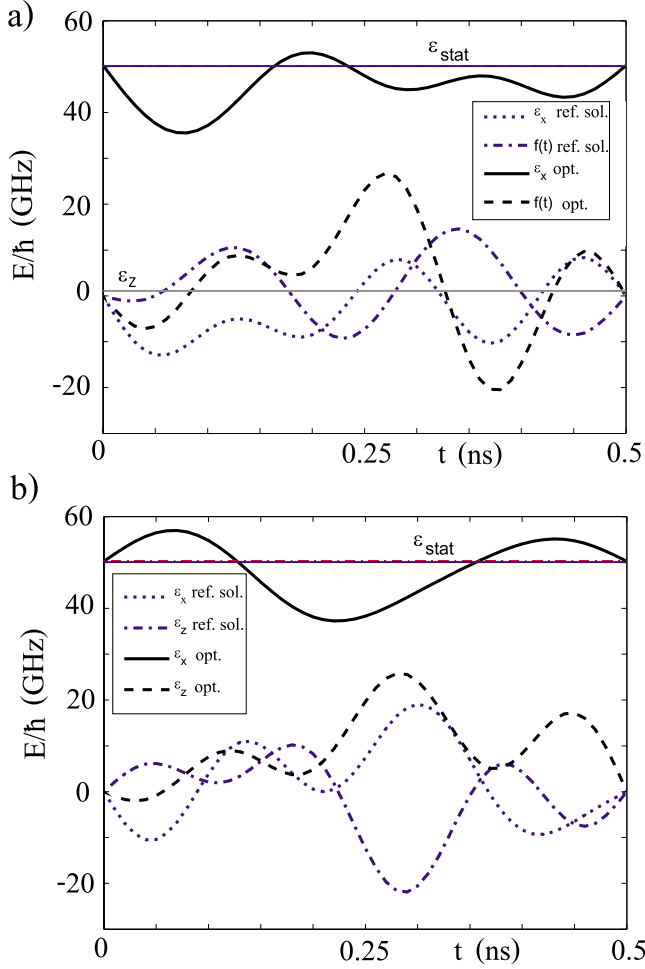 a)
60
40
20
0
-20
E/ħ (GHz)
ε_stat
ε_x ref. sol.
f(t) ref. sol.
ε_x opt.
f(t) opt.
ε_z
0
0.25
t (ns)
0.5
b)
60
40
20
0
-20
E/ħ (GHz)
ε_stat
ε_x ref. sol.
ε_z ref. sol.
ε_x opt.
ε_z opt.
0
0.25
t (ns)
0.5